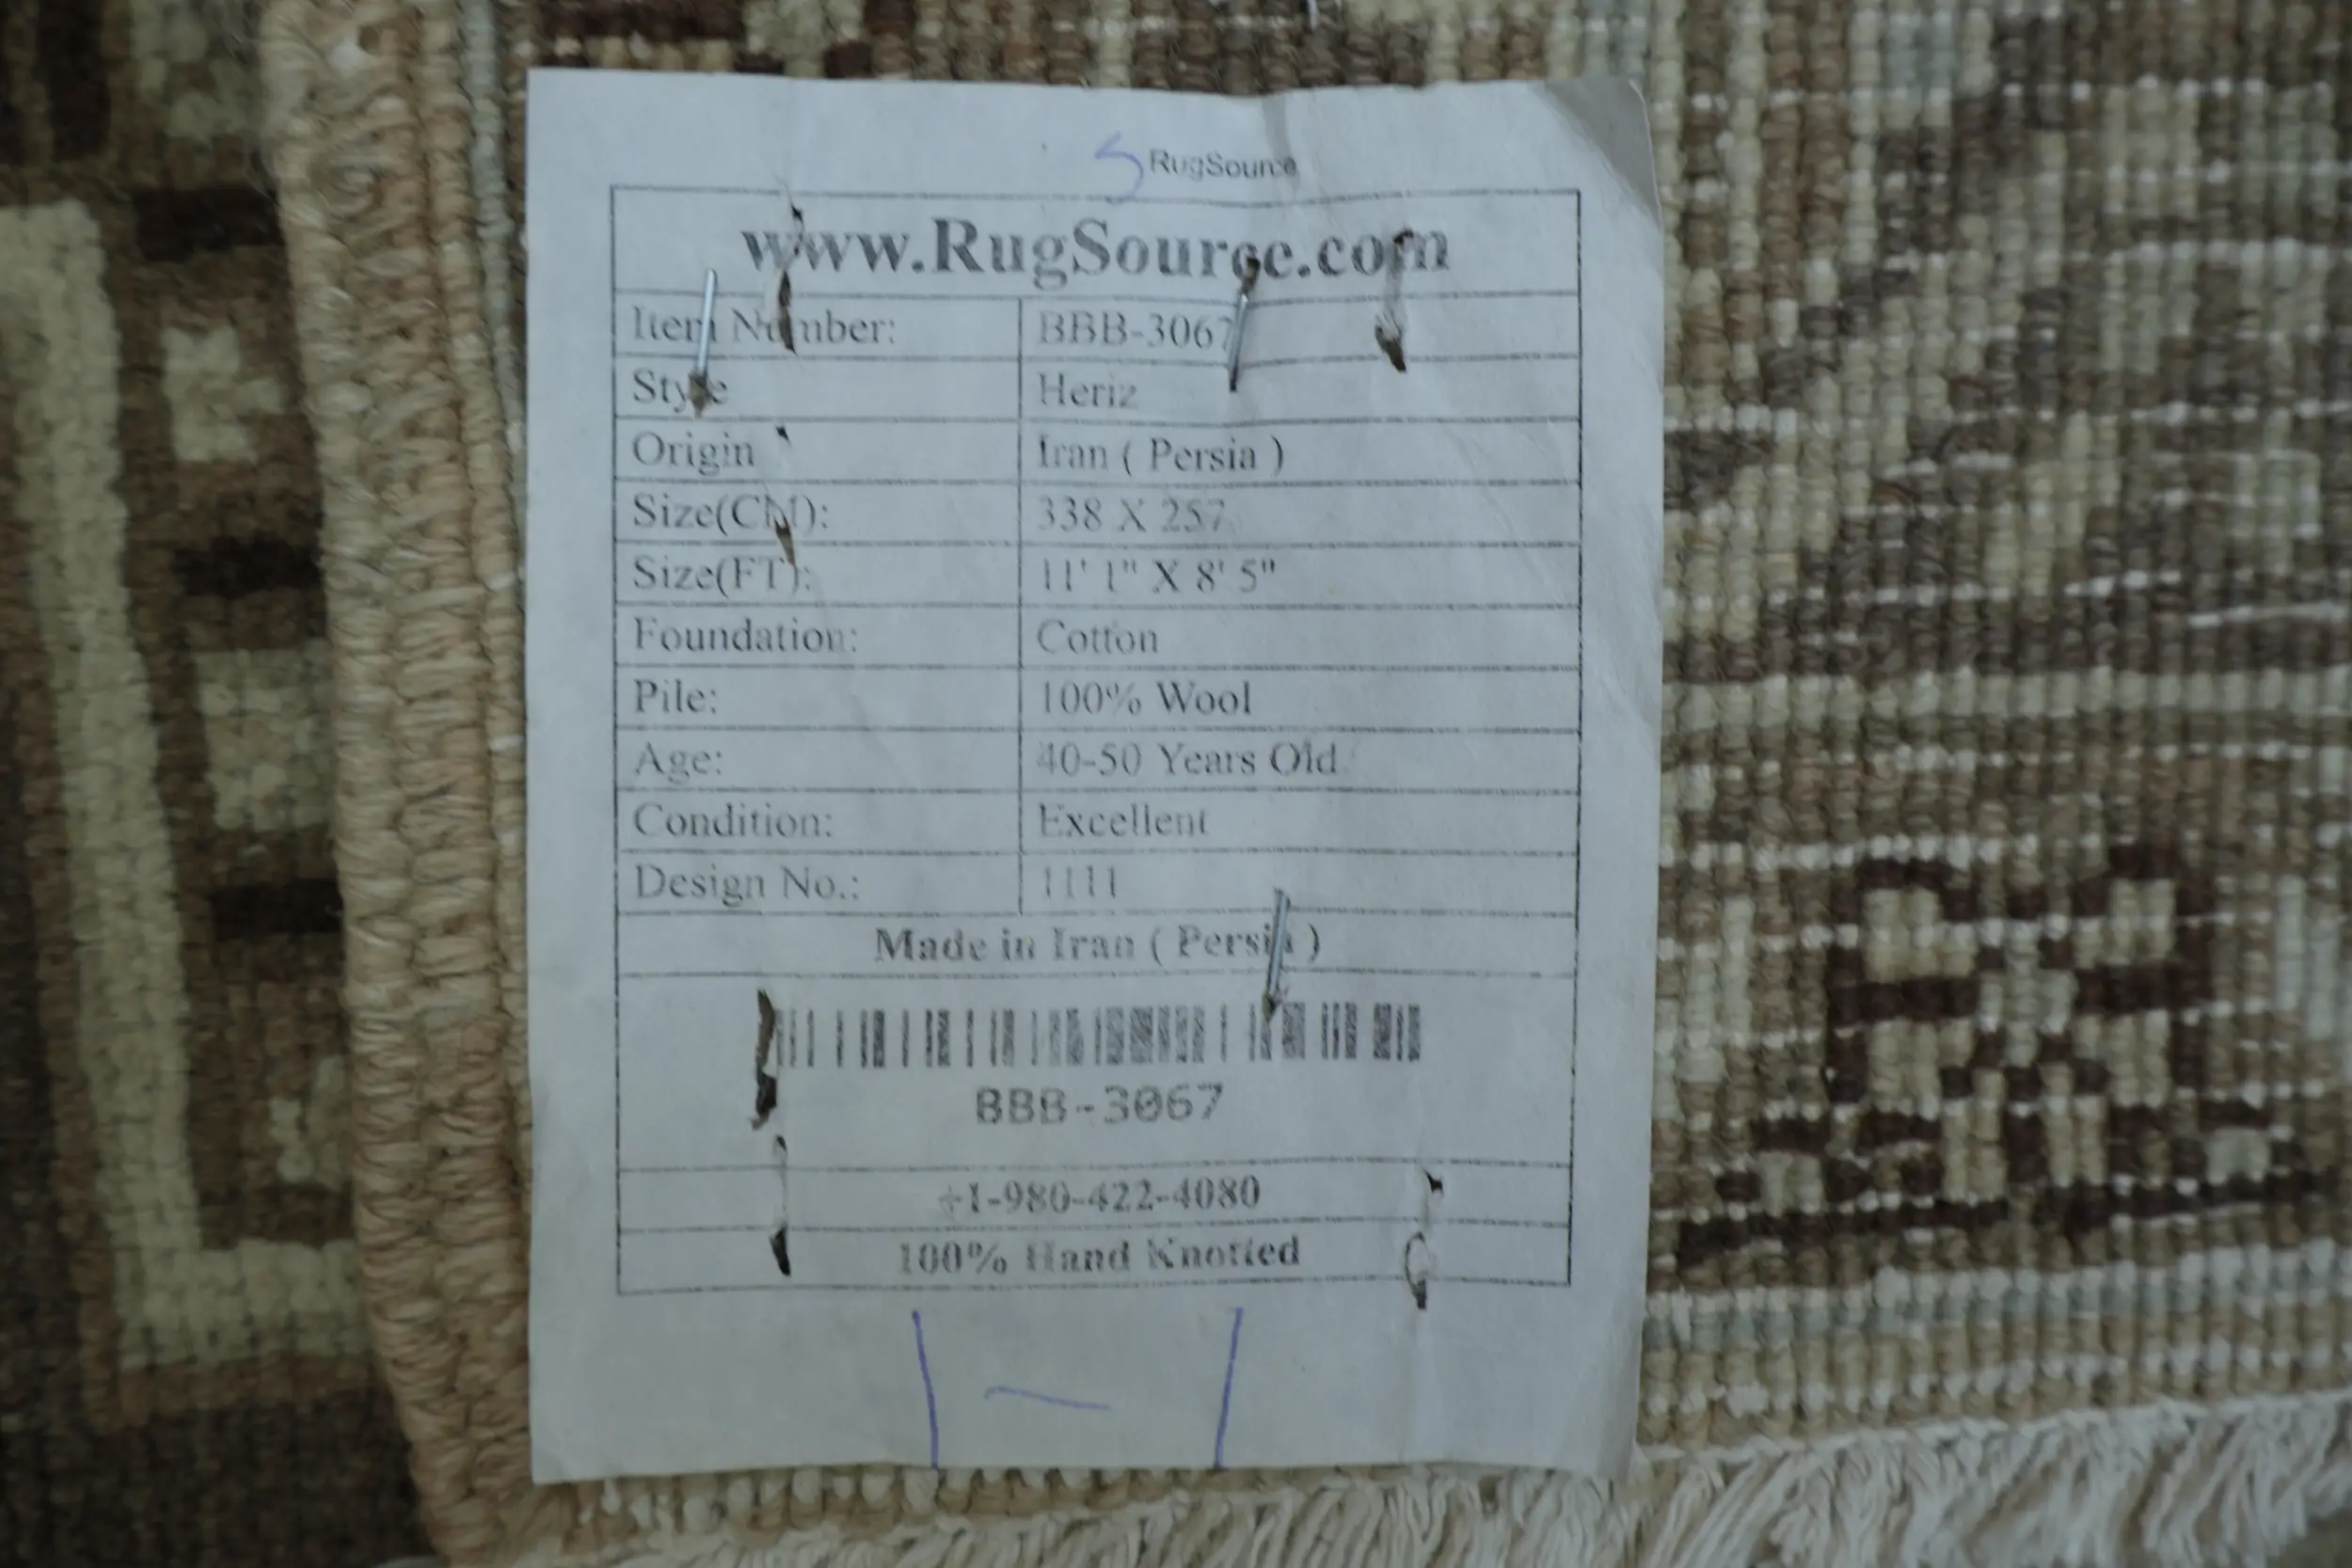 RugSource
www.RugSource.com
Item Number: BBB-3067
Style Heriz
Origin Iran ( Persia )
Size(CM): 338 X 257
Size(FT): 11' 1" X 8' 5"
Foundation: Cotton
Pile: 100% Wool
Age: 40-50 Years Old
Condition: Excellent
Design No.: 1111
Made in Iran ( Persia )
BBB-3067
+1-980-422-4080
100% Hand Knotted